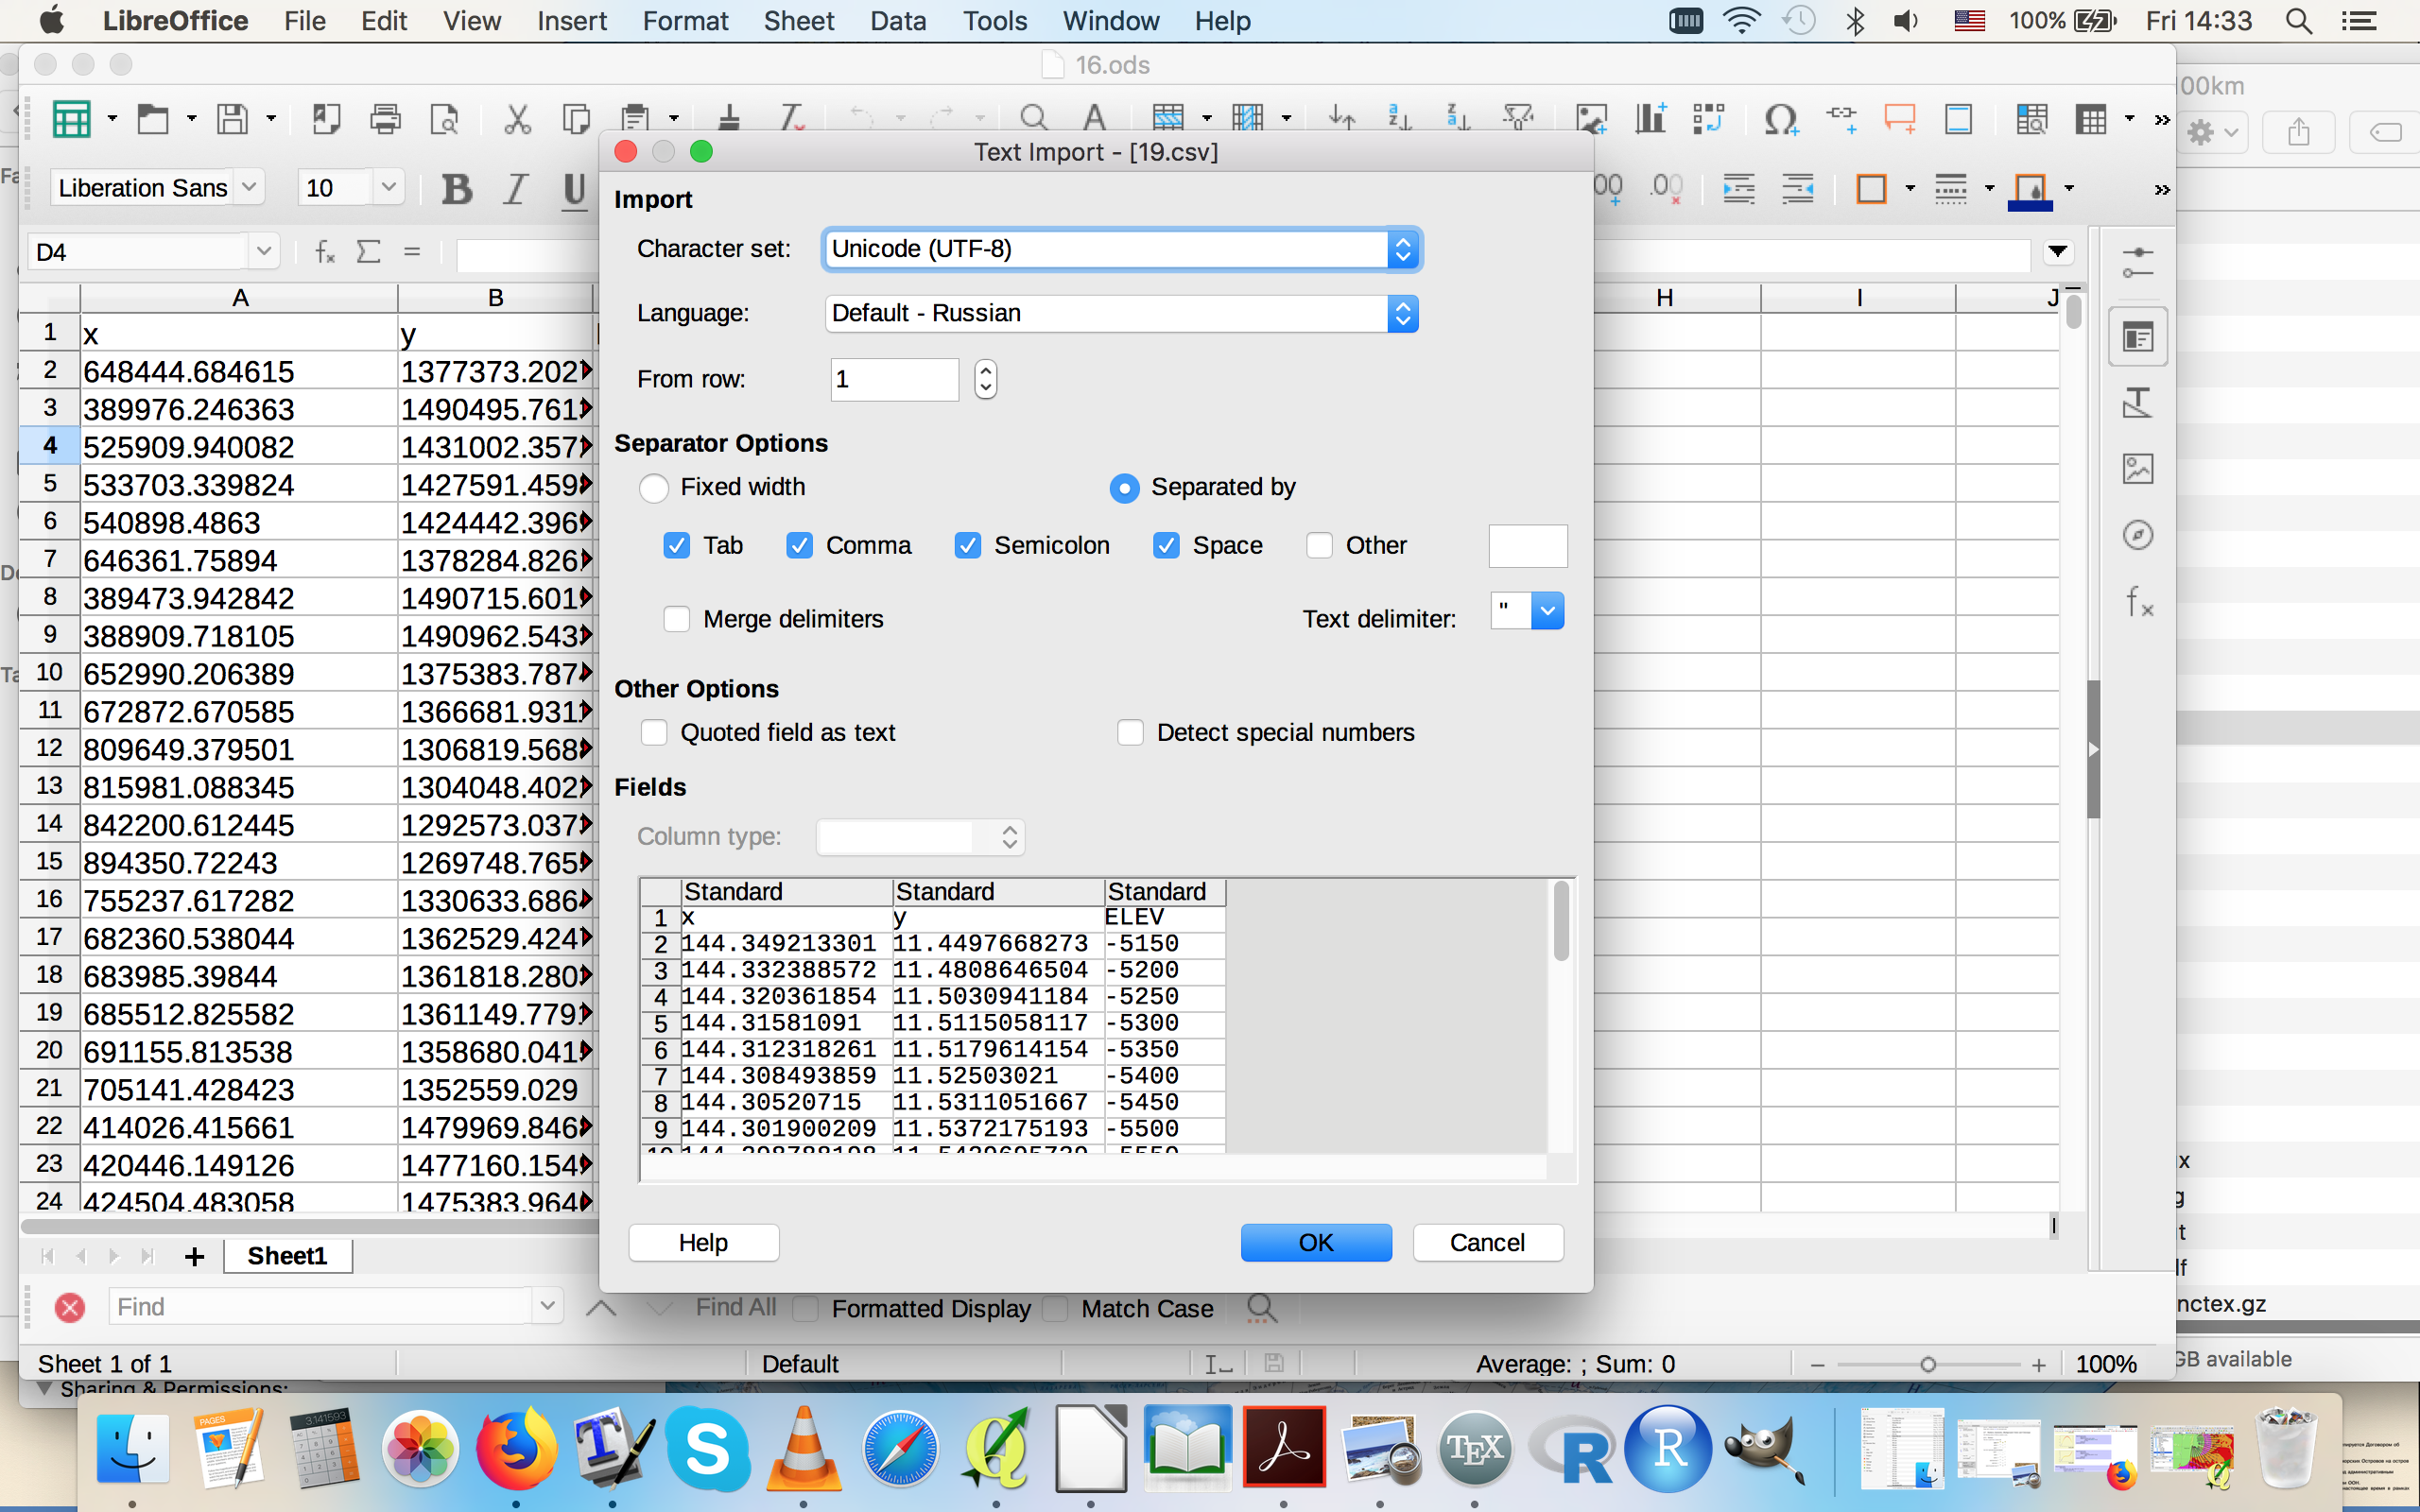 LibreOffice File Edit View Insert Format Sheet Data Tools Window Help 100% Fri 14:33
16.ods
00km
Text Import - [19.csv]
Liberation Sans 10
Import
Character set: Unicode (UTF-8)
Language: Default - Russian
From row: 1
Separator Options
Fixed width Separated by
Tab Comma Semicolon Space Other
Merge delimiters Text delimiter: "
Other Options
Quoted field as text Detect special numbers
Fields
Column type:
Standard Standard Standard
1 x y ELEV
2 144.349213301 11.4497668273 -5150
3 144.332388572 11.4808646504 -5200
4 144.320361854 11.5030941184 -5250
5 144.31581091 11.5115058117 -5300
6 144.312318261 11.5179614154 -5350
7 144.308493859 11.52503021 -5400
8 144.30520715 11.5311051667 -5450
9 144.301900209 11.5372175193 -5500
Help OK Cancel
D4
A B H I J
1 x y
2 648444.684615 1377373.202
3 389976.246363 1490495.761
4 525909.940082 1431002.357
5 533703.339824 1427591.459
6 540898.4863 1424442.396
7 646361.75894 1378284.826
8 389473.942842 1490715.601
9 388909.718105 1490962.543
10 652990.206389 1375383.787
11 672872.670585 1366681.931
12 809649.379501 1306819.568
13 815981.088345 1304048.402
14 842200.612445 1292573.037
15 894350.72243 1269748.765
16 755237.617282 1330633.686
17 682360.538044 1362529.424
18 683985.39844 1361818.280
19 685512.825582 1361149.779
20 691155.813538 1358680.041
21 705141.428423 1352559.029
22 414026.415661 1479969.846
23 420446.149126 1477160.154
24 424504.483058 1475383.964
Sheet1
Find Find All Formatted Display Match Case
Sheet 1 of 1 Default Average: ; Sum: 0 100%
nctex.gz
GB available
Sharing & Permissions:
PAGES
3.141593
TEX
R
R